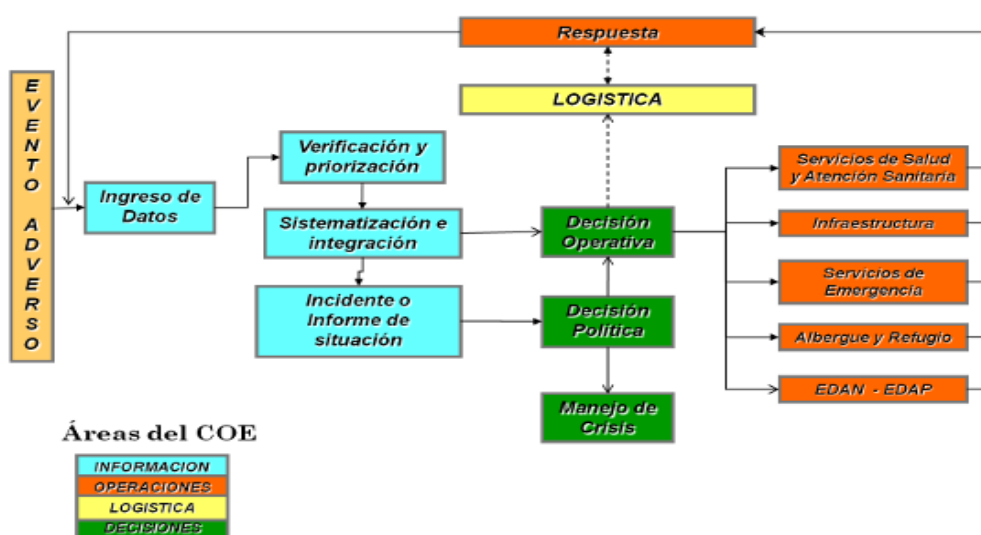 Respuesta
LOGISTICA
EVENTO ADVERSO
Verificación y
priorización
Ingreso de
Datos
Sistematización e
integración
Incidente o
Informe de
situación
Decisión
Operativa
Decisión
Política
Manejo de
Crisis
Servicios de Salud
y Atención Sanitaria
Infraestructura
Servicios de
Emergencia
Albergue y Refugio
EDAN - EDAP
Áreas del COE
INFORMACION
OPERACIONES
LOGISTICA
DECISIONES